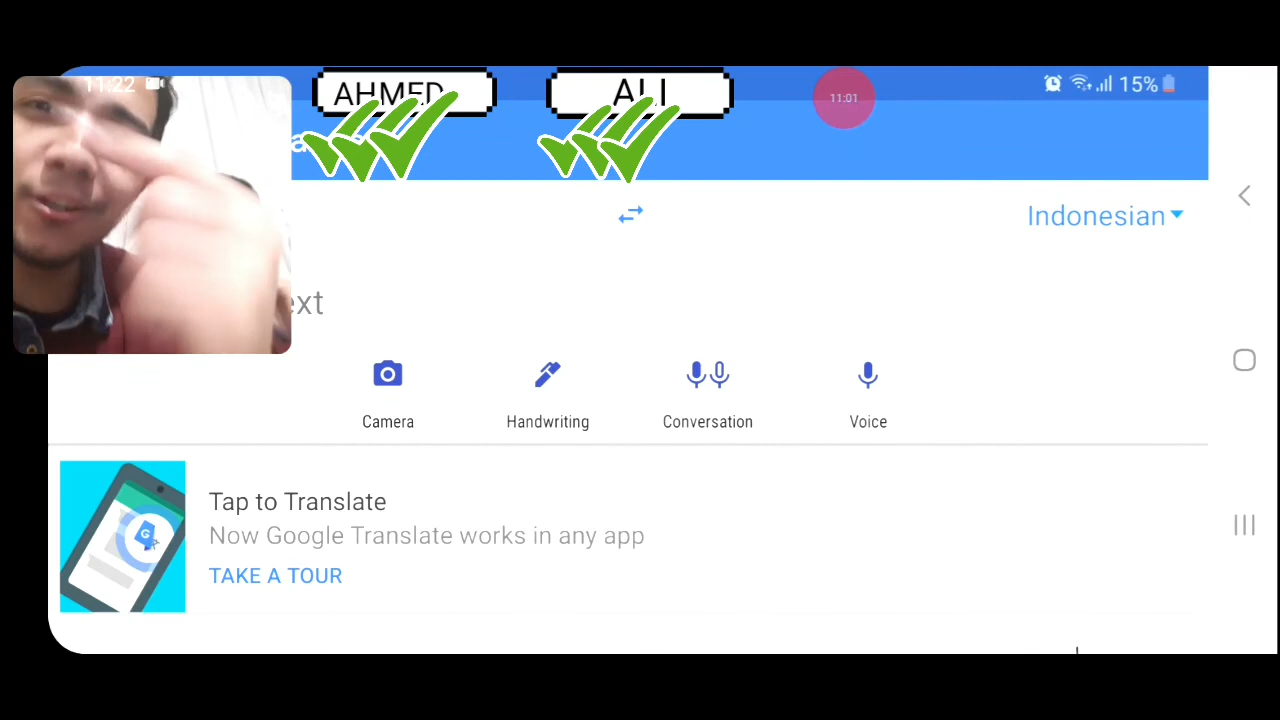 11:22
AHMED
ALI
11:01
15%
a
Indonesian
ext
Camera
Handwriting
Conversation
Voice
Tap to Translate
Now Google Translate works in any app
TAKE A TOUR
G